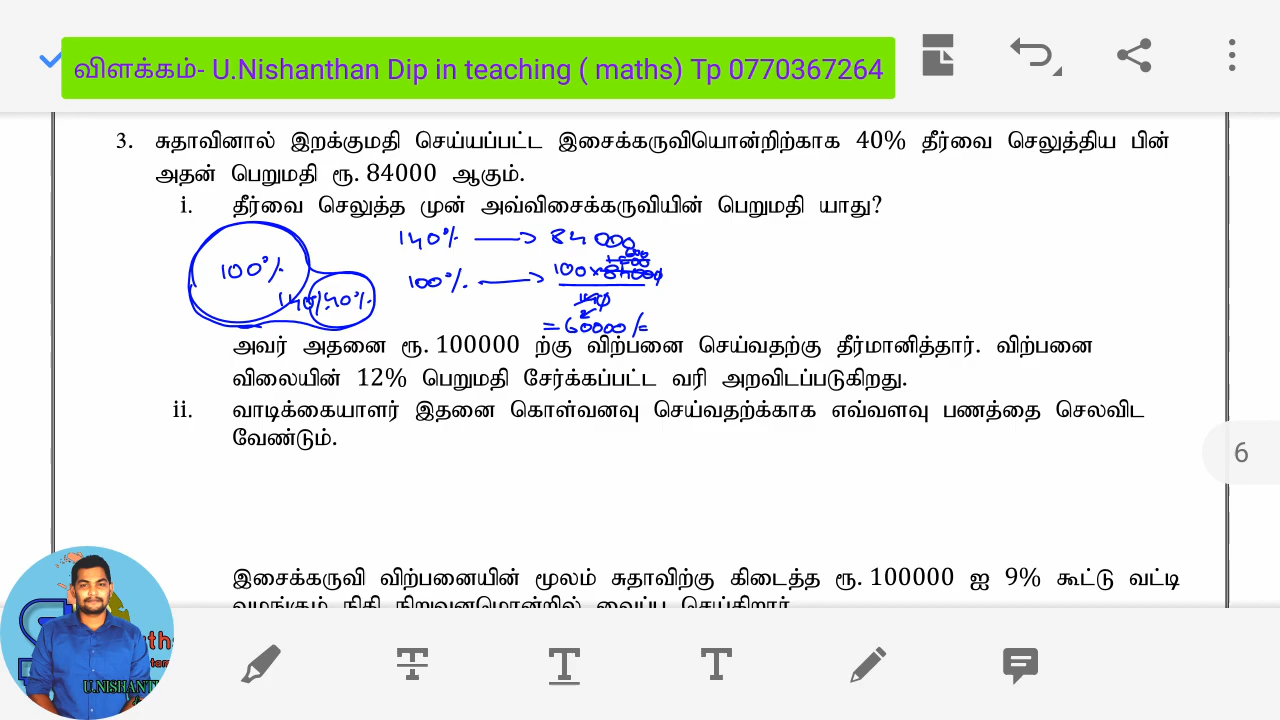 விளக்கம்- U.Nishanthan Dip in teaching ( maths) Tp 0770367264
3. சுதாவினால் இறக்குமதி செய்யப்பட்ட இசைக்கருவியொன்றிற்காக 40% தீர்வை செலுத்திய பின்
அதன் பெறுமதி ரூ. 84000 ஆகும்.
i. தீர்வை செலுத்த முன் அவ்விசைக்கருவியின் பெறுமதி யாது?
140% → 84000
100%
140% 40%
100% → 100×84000
140
= 60000/=
அவர் அதனை ரூ. 100000 ற்கு விற்பனை செய்வதற்கு தீர்மானித்தார். விற்பனை
விலையின் 12% பெறுமதி சேர்க்கப்பட்ட வரி அறவிடப்படுகிறது.
ii. வாடிக்கையாளர் இதனை கொள்வனவு செய்வதற்க்காக எவ்வளவு பணத்தை செலவிட
வேண்டும்.
6
இசைக்கருவி விற்பனையின் மூலம் சுதாவிற்கு கிடைத்த ரூ. 100000 ஐ 9% கூட்டு வட்டி
வழங்கும் நிதி நிறுவனமொன்றில் வைப்பு செய்கிறார்
U.NISHANTH
T T T